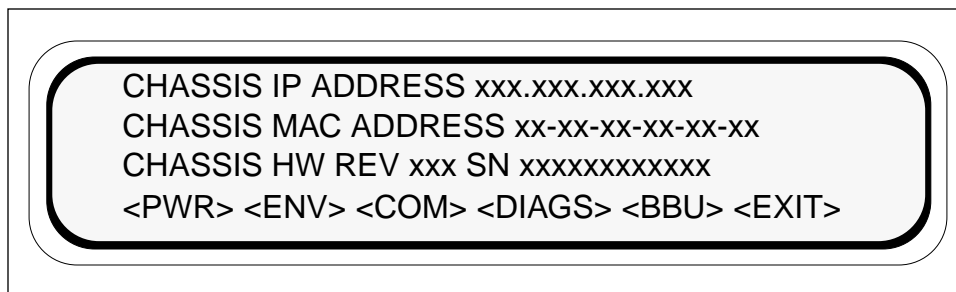 CHASSIS IP ADDRESS xxx.xxx.xxx.xxx
CHASSIS MAC ADDRESS xx-xx-xx-xx-xx-xx
CHASSIS HW REV xxx SN xxxxxxxxxxxx
<PWR> <ENV> <COM> <DIAGS> <BBU> <EXIT>